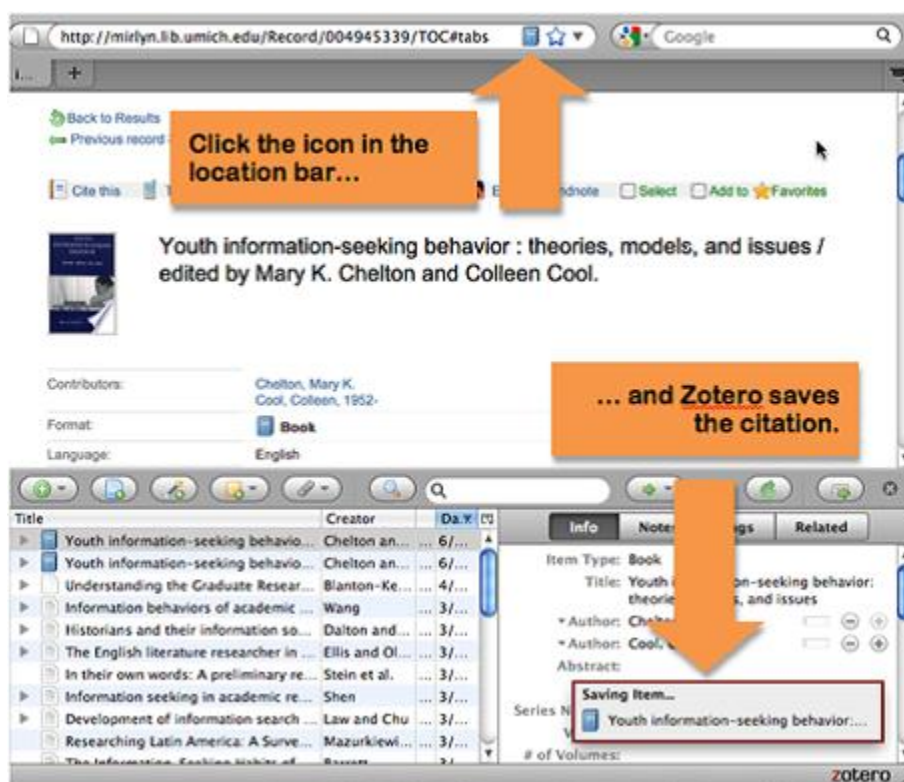 http://mirlyn.lib.umich.edu/Record/004945339/TOC#tabs
Google
i...
Back to Results
Previous record
Click the icon in the
location bar...
Cite this
Select
Add to
Favorites
Youth information-seeking behavior : theories, models, and issues /
edited by Mary K. Chelton and Colleen Cool.
Contributors:
Chelton, Mary K.
Cool, Colleen, 1952-
Format:
Book
Language:
English
... and Zotero saves
the citation.
Title Creator Da...
Youth information-seeking behavio... Chelton an... ... 6/...
Youth information-seeking behavio... Chelton an... ... 6/...
Understanding the Graduate Resear... Blanton-Ke... ... 4/...
Information behaviors of academic ... Wang ... 3/...
Historians and their information so... Dalton and... ... 3/...
The English literature researcher in ... Ellis and Ol... ... 3/...
In their own words: A preliminary re... Stein et al. ... 3/...
Information seeking in academic re... Shen ... 3/...
Development of information search ... Law and Chu ... 3/...
Researching Latin America: A Surve... Mazurkiewi... ... 3/...
Info Notes Related
Item Type: Book
Title: Youth
seeking behavior:
and issues
Author:
Author: Cool,
Abstract:
Saving Item...
Youth information-seeking behavior:...
# of Volumes:
zotero